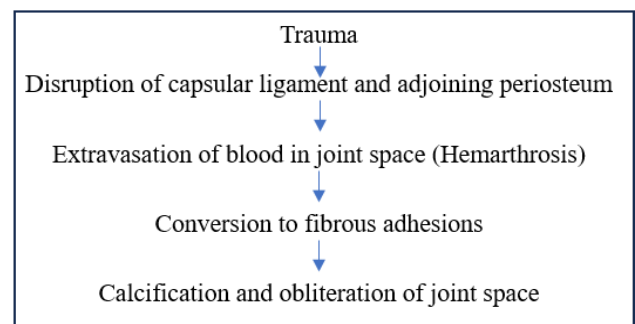 Trauma
Disruption of capsular ligament and adjoining periosteum
Extravasation of blood in joint space (Hemarthrosis)
Conversion to fibrous adhesions
Calcification and obliteration of joint space